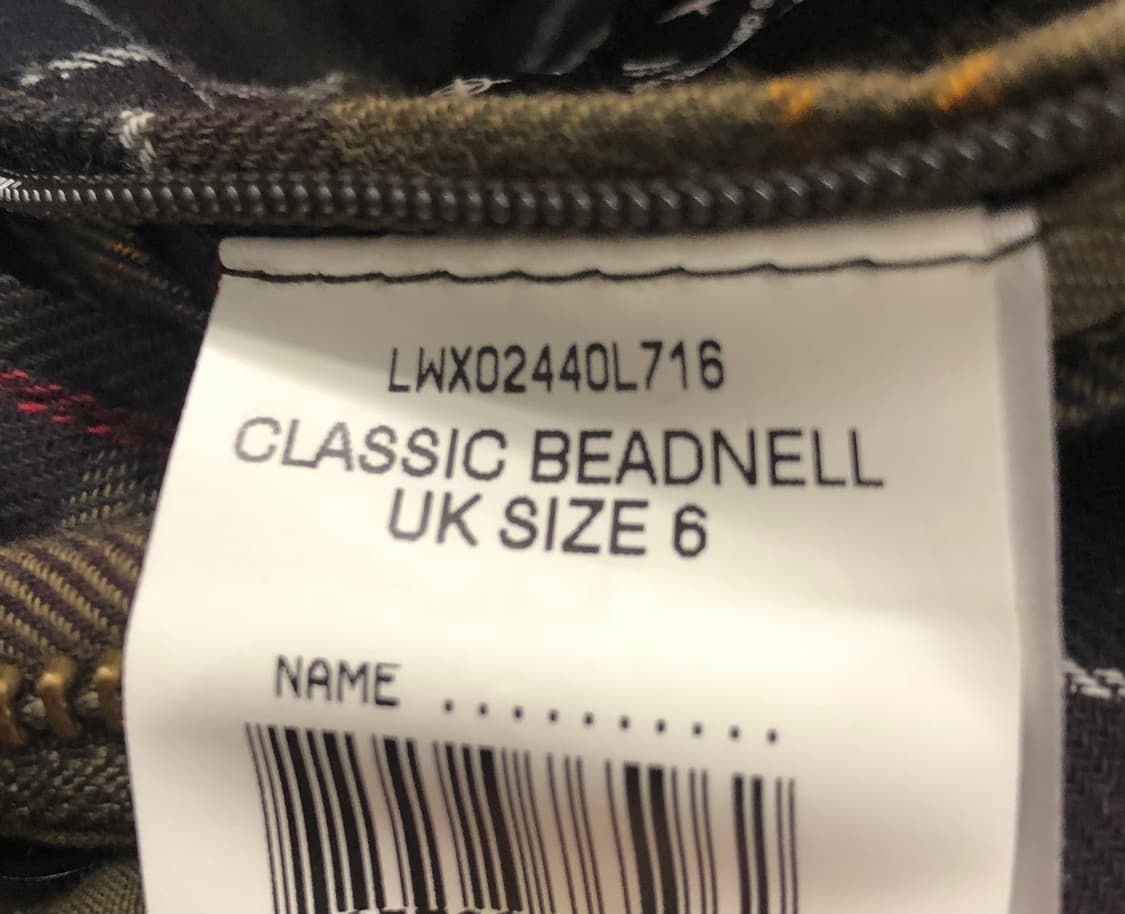 LWX02440L716
CLASSIC BEADNELL
UK SIZE 6
NAME ..........